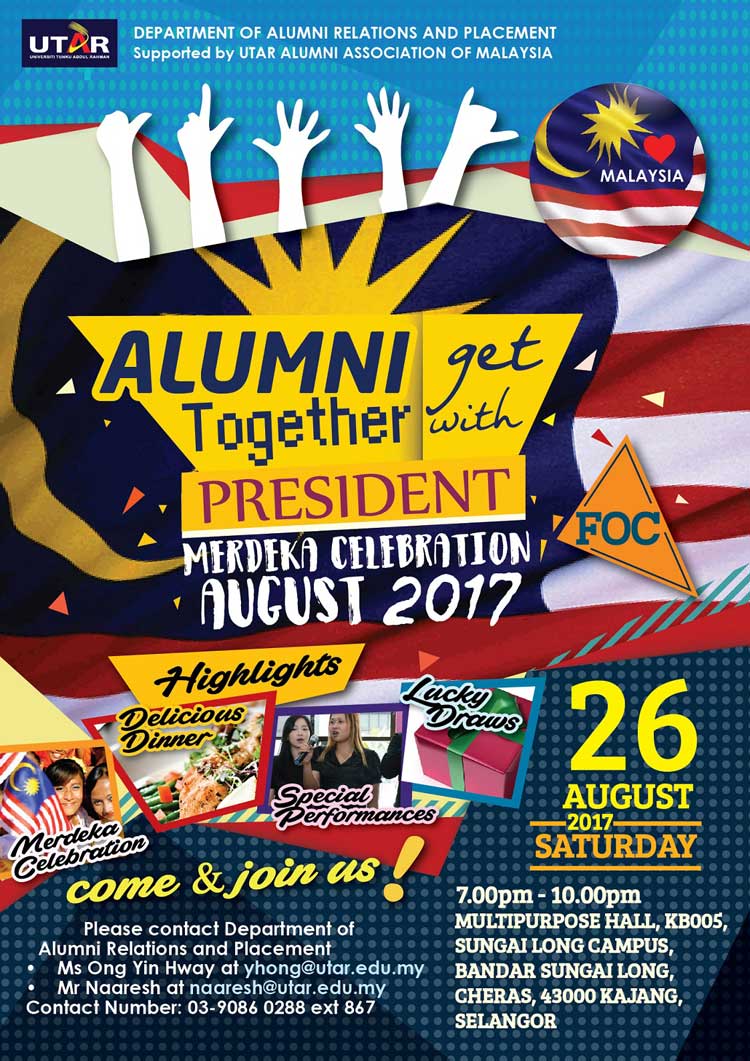 UTAR
UNIVERSITI TUNKU ABDUL RAHMAN
DEPARTMENT OF ALUMNI RELATIONS AND PLACEMENT
Supported by UTAR ALUMNI ASSOCIATION OF MALAYSIA
MALAYSIA
ALUMNI get
Together with
PRESIDENT
MERDEKA CELEBRATION
AUGUST 2017
FOC
Highlights
Merdeka
Celebration
Delicious
Dinner
Special
Performances
Lucky
Draws
come & join us!
26
AUGUST
2017
SATURDAY
7.00pm - 10.00pm
MULTIPURPOSE HALL, KB005,
SUNGAI LONG CAMPUS,
BANDAR SUNGAI LONG,
CHERAS, 43000 KAJANG,
SELANGOR
Please contact Department of
Alumni Relations and Placement
• Ms Ong Yin Hway at yhong@utar.edu.my
• Mr Naaresh at naaresh@utar.edu.my
Contact Number: 03-9086 0288 ext 867